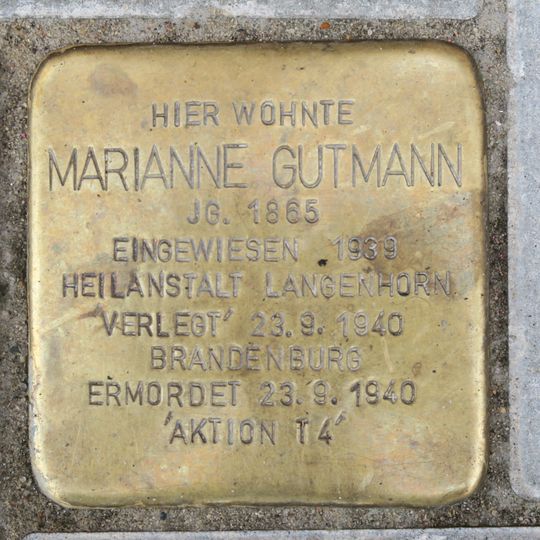 HIER WOHNTE
MARIANNE GUTMANN
JG. 1865
EINGEWIESEN 1939
HEILANSTALT LANGENHORN
'VERLEGT' 23.9.1940
BRANDENBURG
ERMORDET 23.9.1940
'AKTION T4'